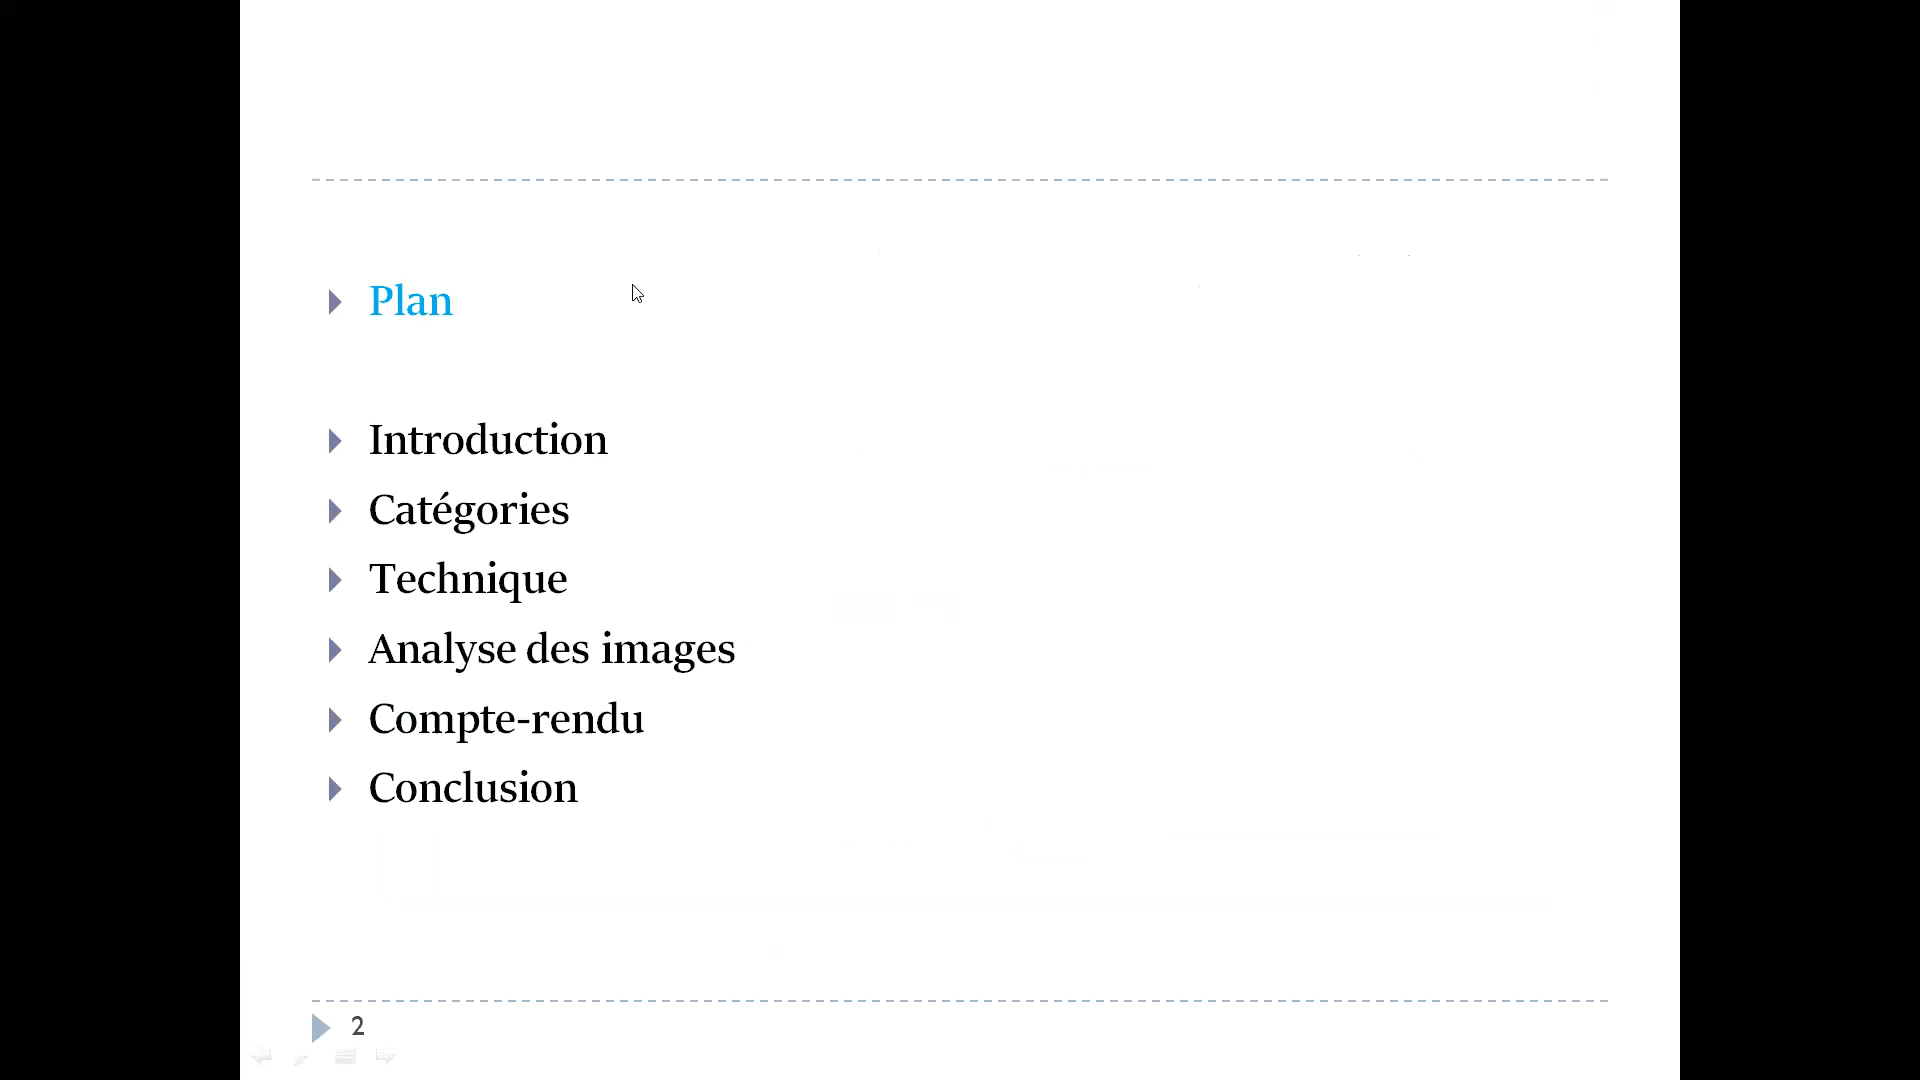 Plan
Introduction
Catégories
Technique
Analyse des images
Compte-rendu
Conclusion
2